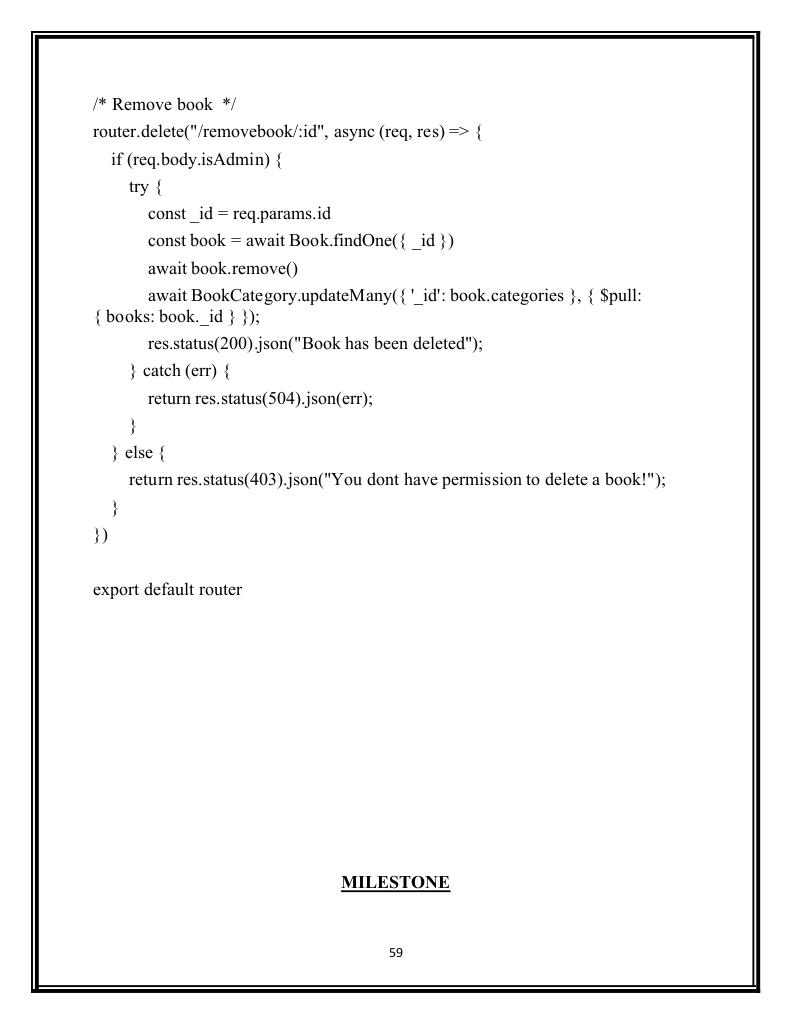 /* Remove book  */
router.delete("/removebook/:id", async (req, res) => {
    if (req.body.isAdmin) {
        try {
            const _id = req.params.id
            const book = await Book.findOne({ _id })
            await book.remove()
            await BookCategory.updateMany({ '_id': book.categories }, { $pull:
{ books: book._id } });
            res.status(200).json("Book has been deleted");
        } catch (err) {
            return res.status(504).json(err);
        }
    } else {
        return res.status(403).json("You dont have permission to delete a book!");
    }
})

export default router

MILESTONE

59